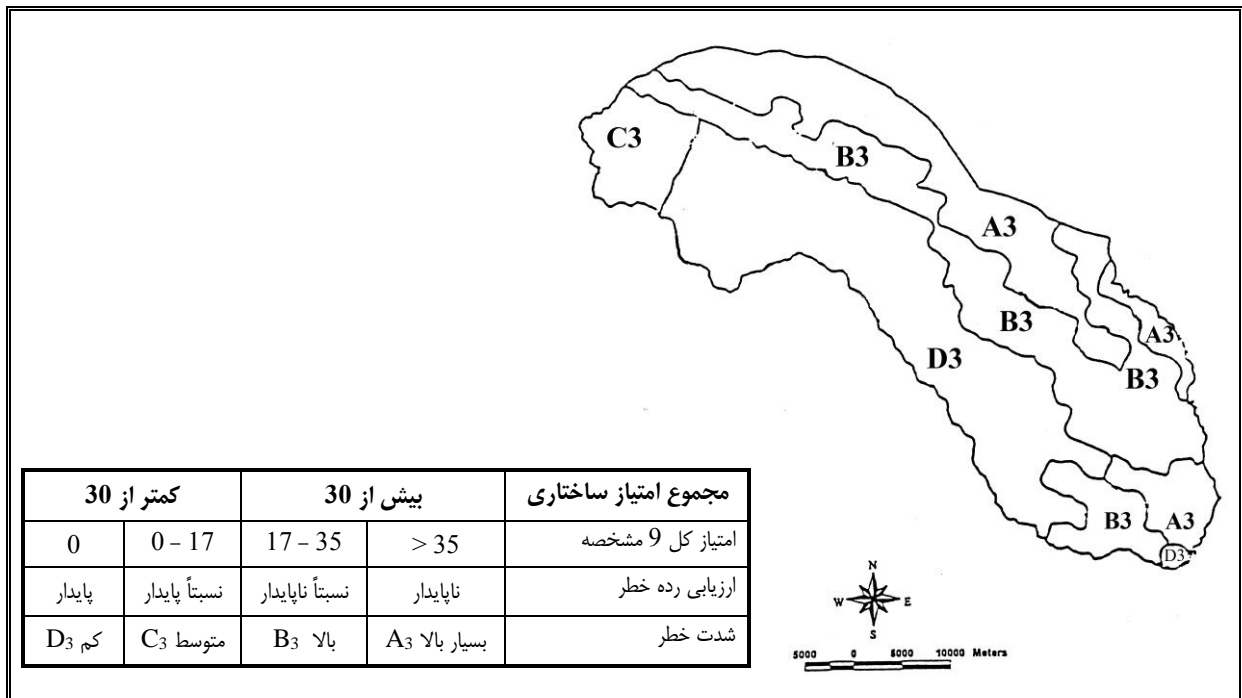 C3
B3
A3
B3
D3
A3
B3
B3
A3
D3
مجموع امتیاز ساختاری بیش از 30 کمتر از 30
امتیاز کل 9 مشخصه > 35 17 – 35 0 – 17 0
ارزیابی رده خطر ناپایدار نسبتاً ناپایدار نسبتاً پایدار پایدار
شدت خطر بسیار بالا A3 بالا B3 متوسط C3 کم D3
N
W E
S
5000 0 5000 10000 Meters